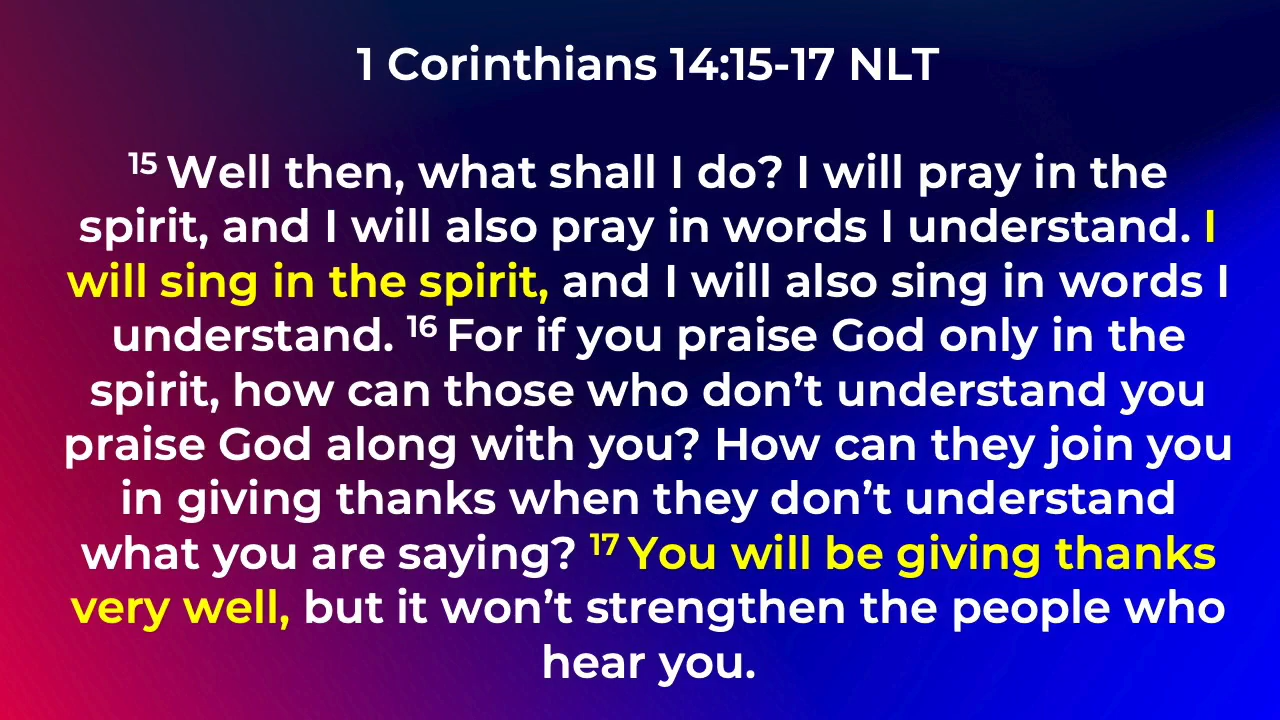 1 Corinthians 14:15-17 NLT
15 Well then, what shall I do? I will pray in the
spirit, and I will also pray in words I understand. I
will sing in the spirit, and I will also sing in words I
understand. 16 For if you praise God only in the
spirit, how can those who don’t understand you
praise God along with you? How can they join you
in giving thanks when they don’t understand
what you are saying? 17 You will be giving thanks
very well, but it won’t strengthen the people who
hear you.